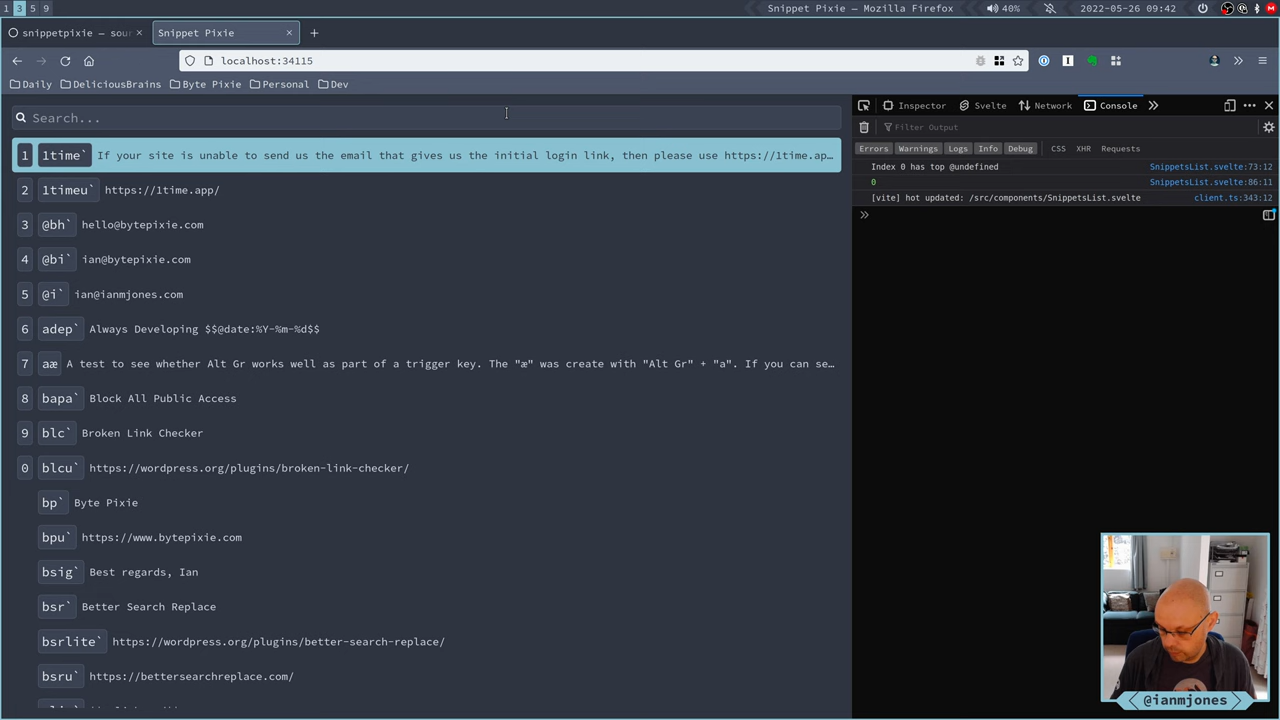 1 3 5 9 Snippet Pixie — Mozilla Firefox 40% 2022-05-26 09:42
snippetpixie — sour × Snippet Pixie × +
localhost:34115
Daily DeliciousBrains Byte Pixie Personal Dev
Search...
1 1time` If your site is unable to send us the email that gives us the initial login link, then please use https://1time.ap…
2 1timeu` https://1time.app/
3 @bh` hello@bytepixie.com
4 @bi` ian@bytepixie.com
5 @i` ian@ianmjones.com
6 adep` Always Developing $$@date:%Y-%m-%d$$
7 aæ A test to see whether Alt Gr works well as part of a trigger key. The "æ" was create with "Alt Gr" + "a". If you can se…
8 bapa` Block All Public Access
9 blc` Broken Link Checker
0 blcu` https://wordpress.org/plugins/broken-link-checker/
bp` Byte Pixie
bpu` https://www.bytepixie.com
bsig` Best regards, Ian
bsr` Better Search Replace
bsrlite` https://wordpress.org/plugins/better-search-replace/
bsru` https://bettersearchreplace.com/
Inspector Svelte Network Console
Filter Output
Errors Warnings Logs Info Debug CSS XHR Requests
Index 0 has top @undefined SnippetsList.svelte:73:12
0 SnippetsList.svelte:86:11
[vite] hot updated: /src/components/SnippetsList.svelte client.ts:343:12
@ianmjones